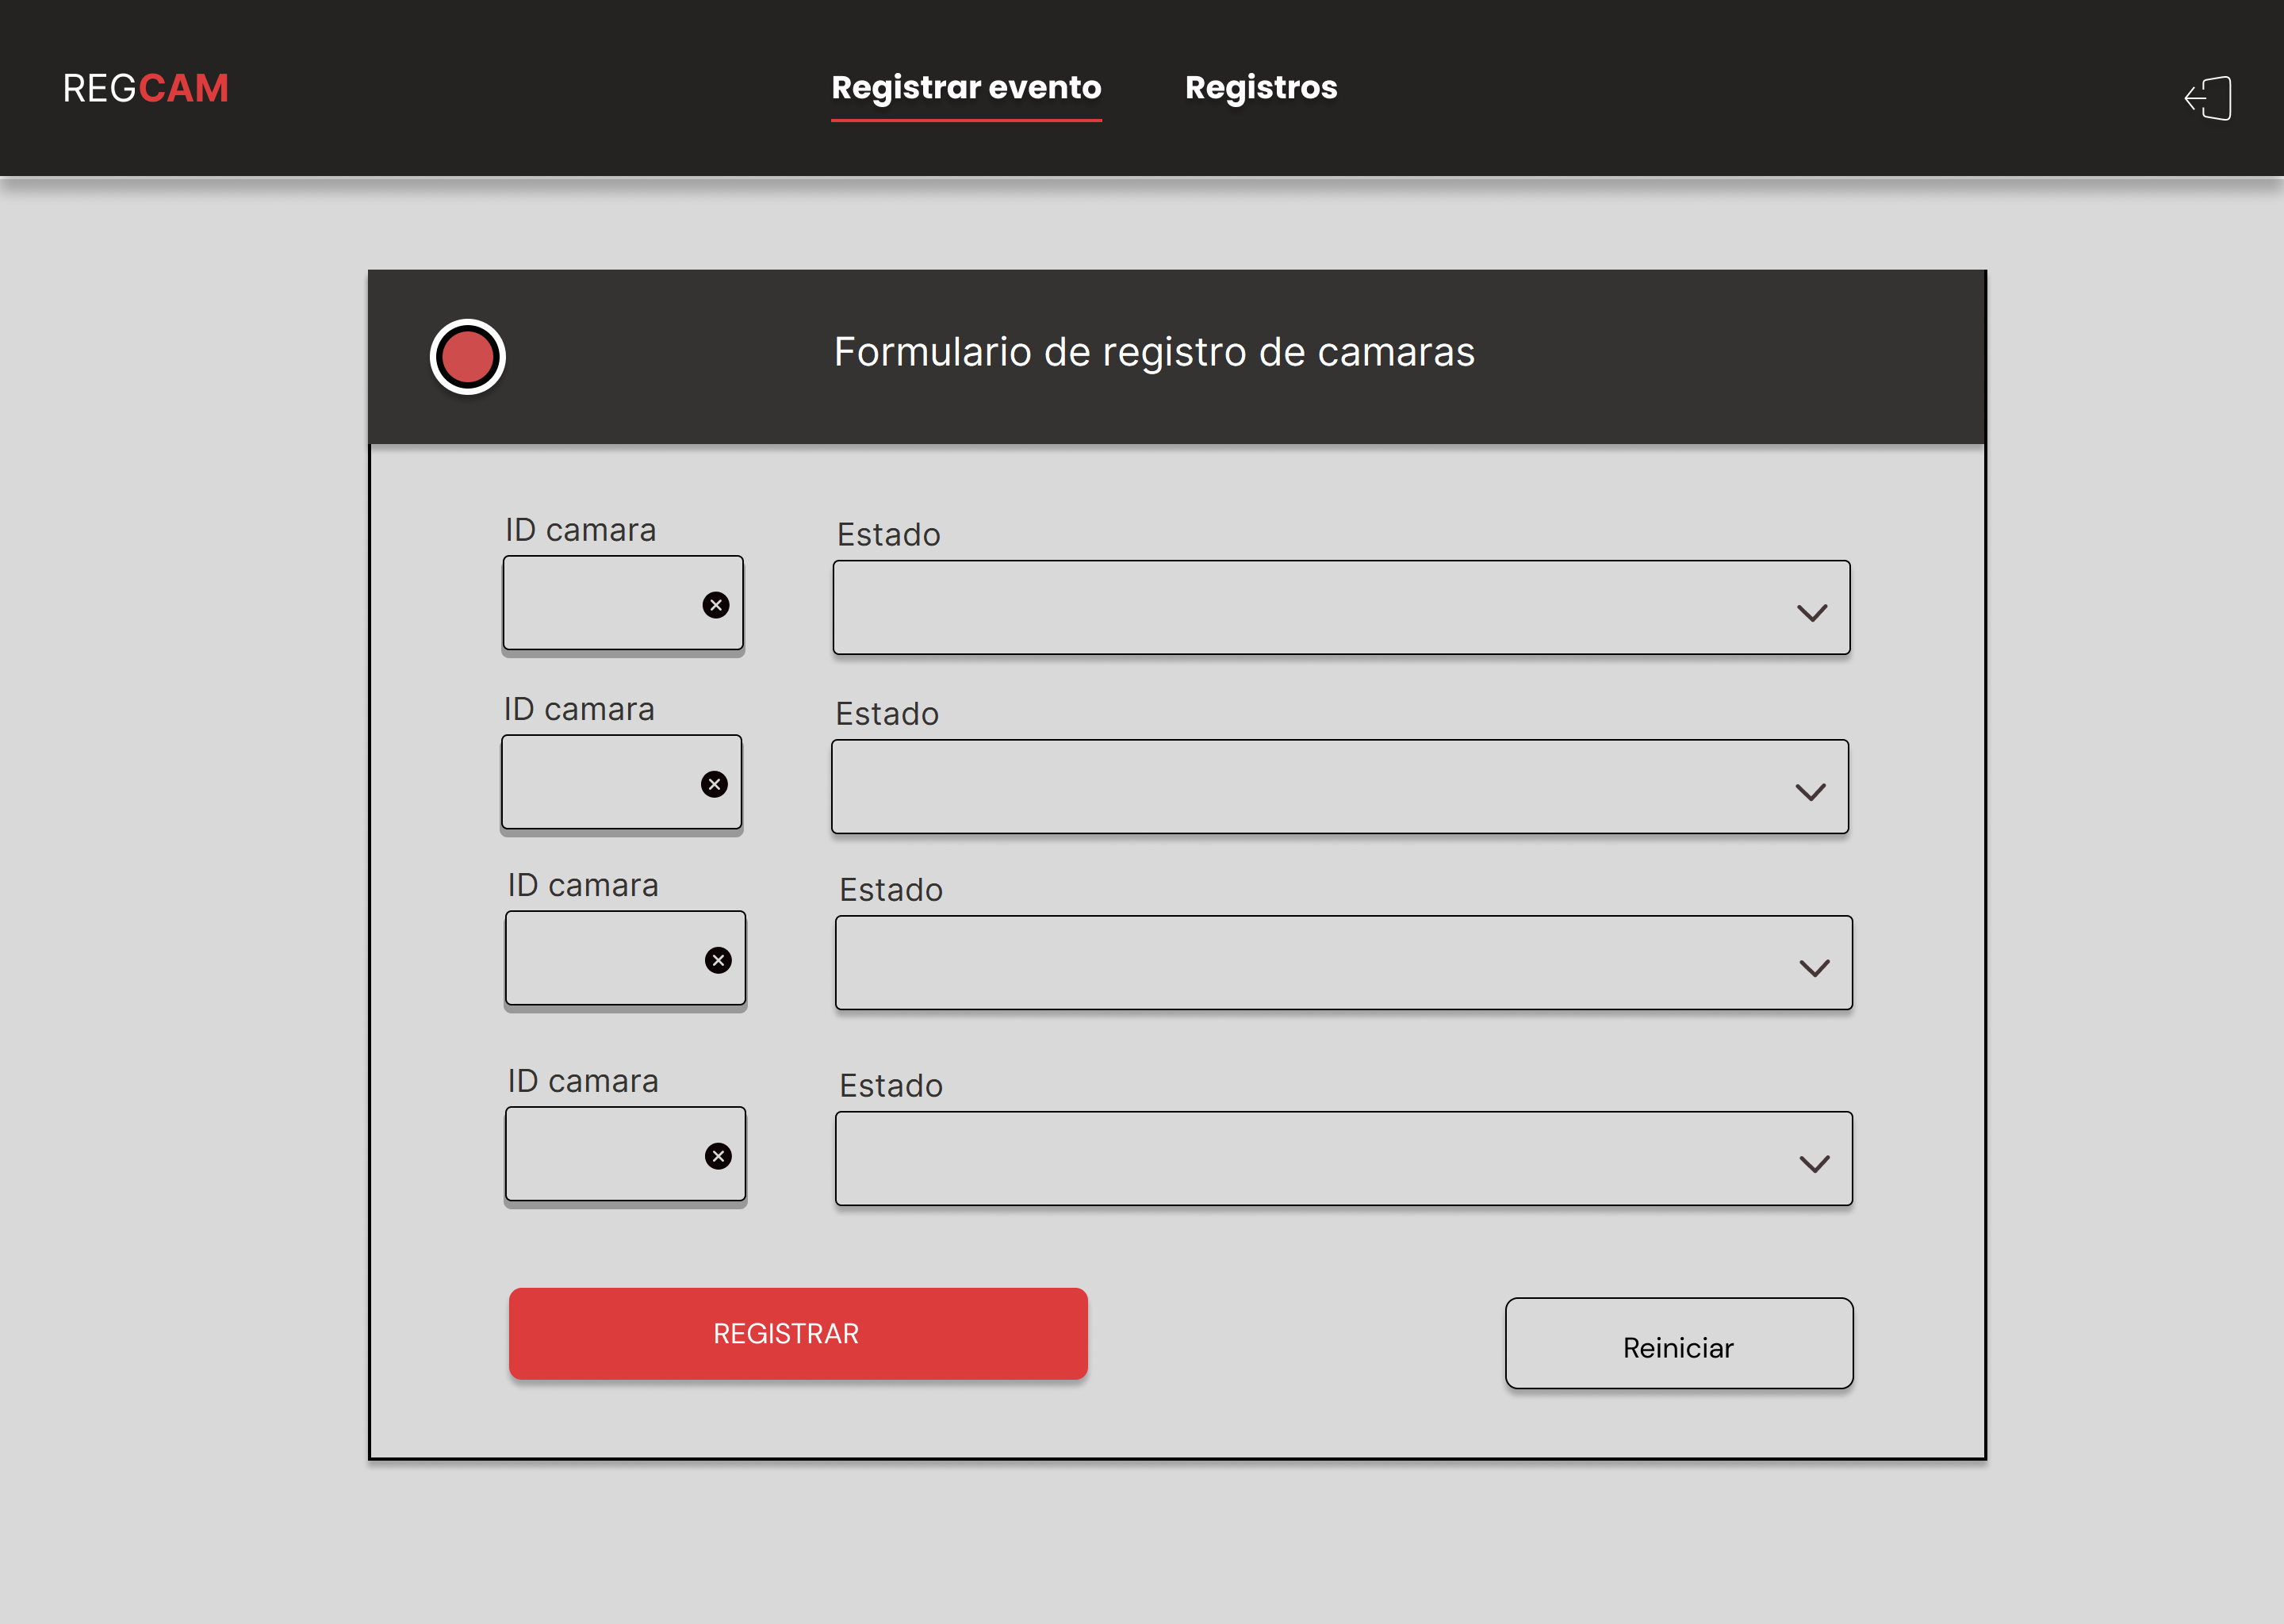 REGCAM
Registrar evento
Registros
Formulario de registro de camaras
ID camara
Estado
ID camara
Estado
ID camara
Estado
ID camara
Estado
REGISTRAR
Reiniciar